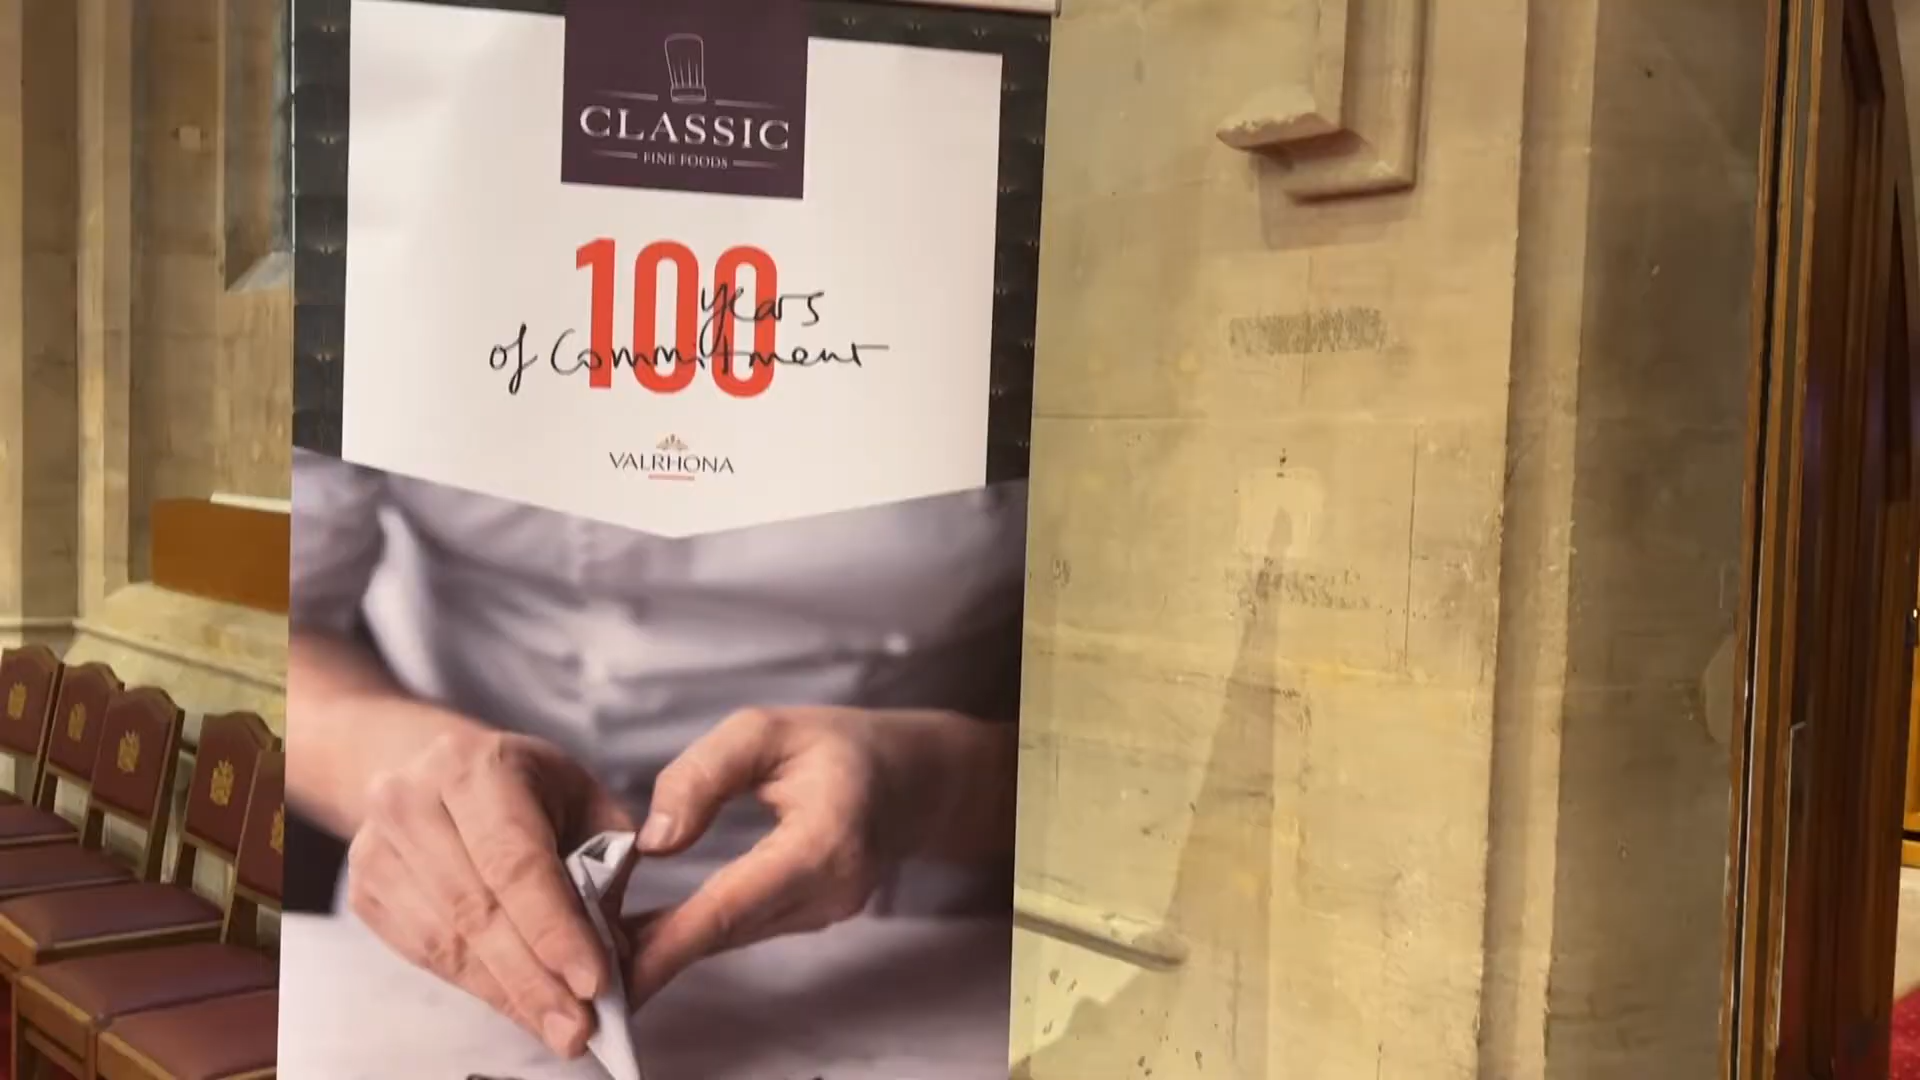 CLASSIC
FINE FOODS
100
years
of Commitment
VALRHONA